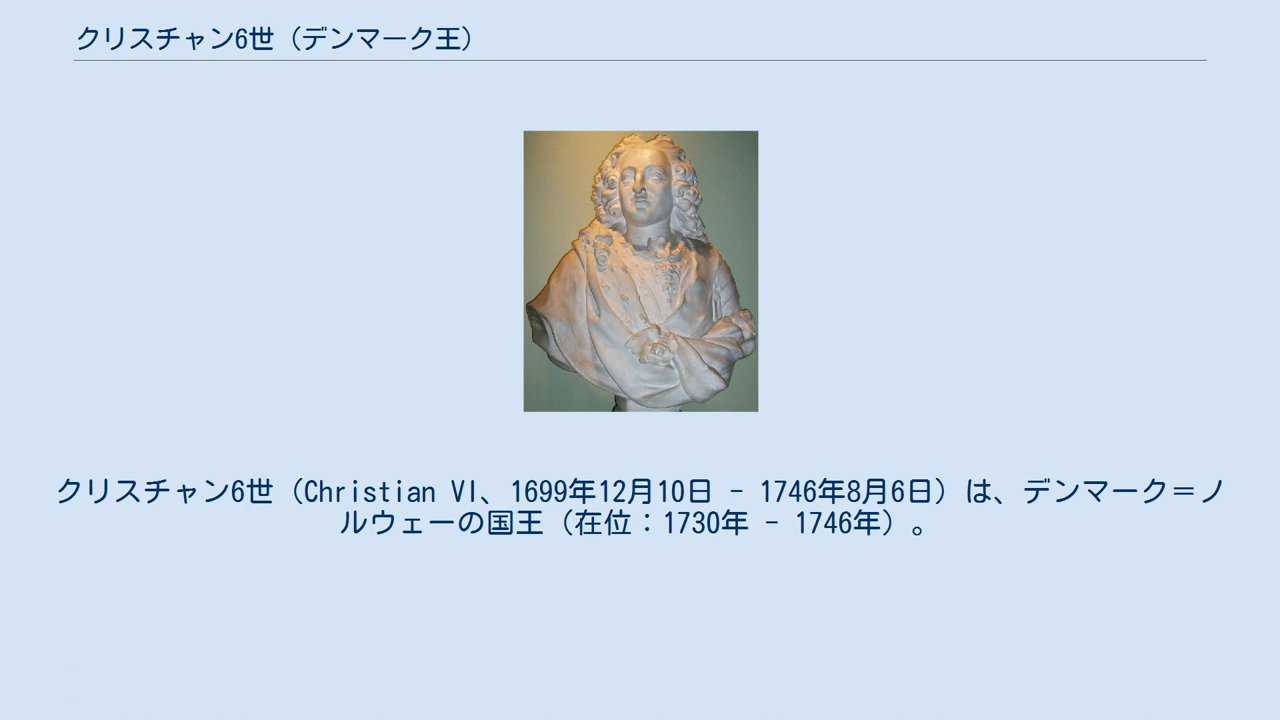 クリスチャン6世（デンマーク王）
クリスチャン6世（Christian VI、1699年12月10日 - 1746年8月6日）は、デンマーク＝ノ
ルウェーの国王（在位：1730年 - 1746年）。